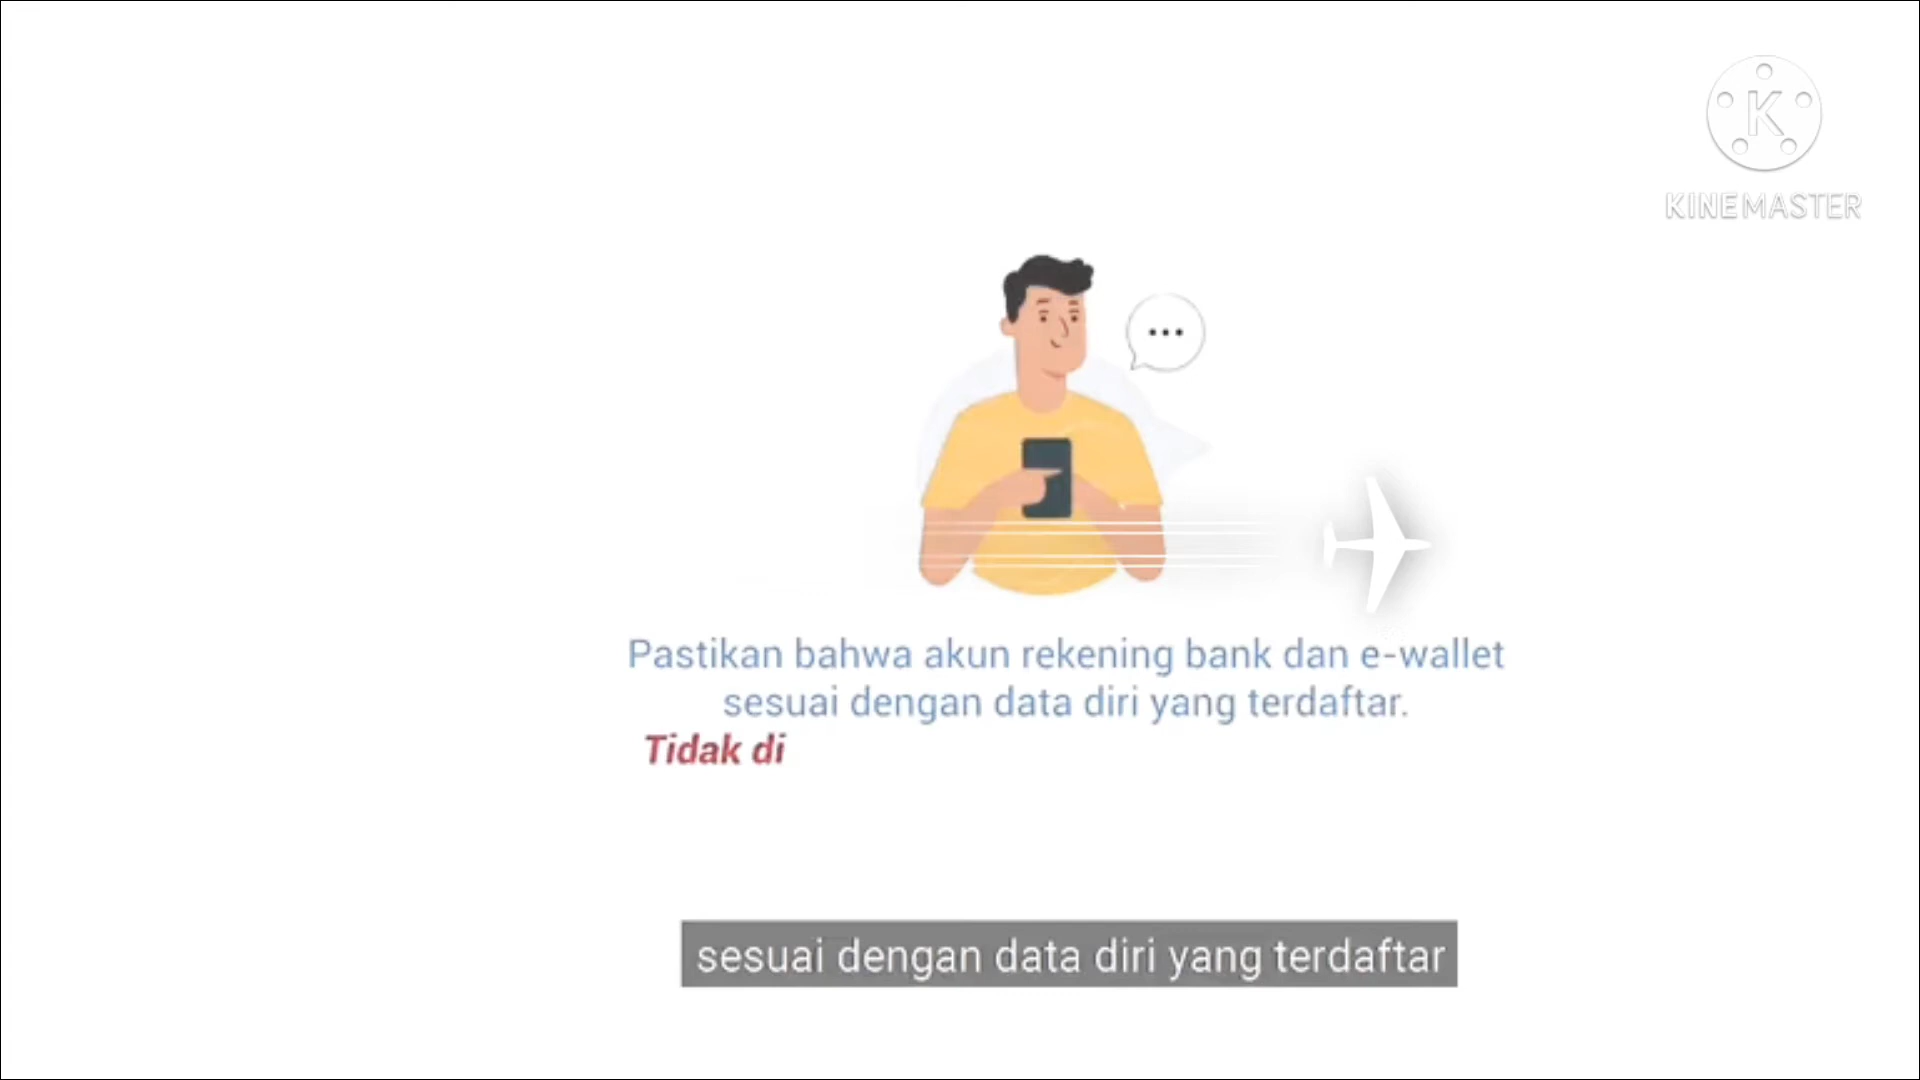 K
KINEMASTER
Pastikan bahwa akun rekening bank dan e-wallet
sesuai dengan data diri yang terdaftar.
Tidak di
sesuai dengan data diri yang terdaftar